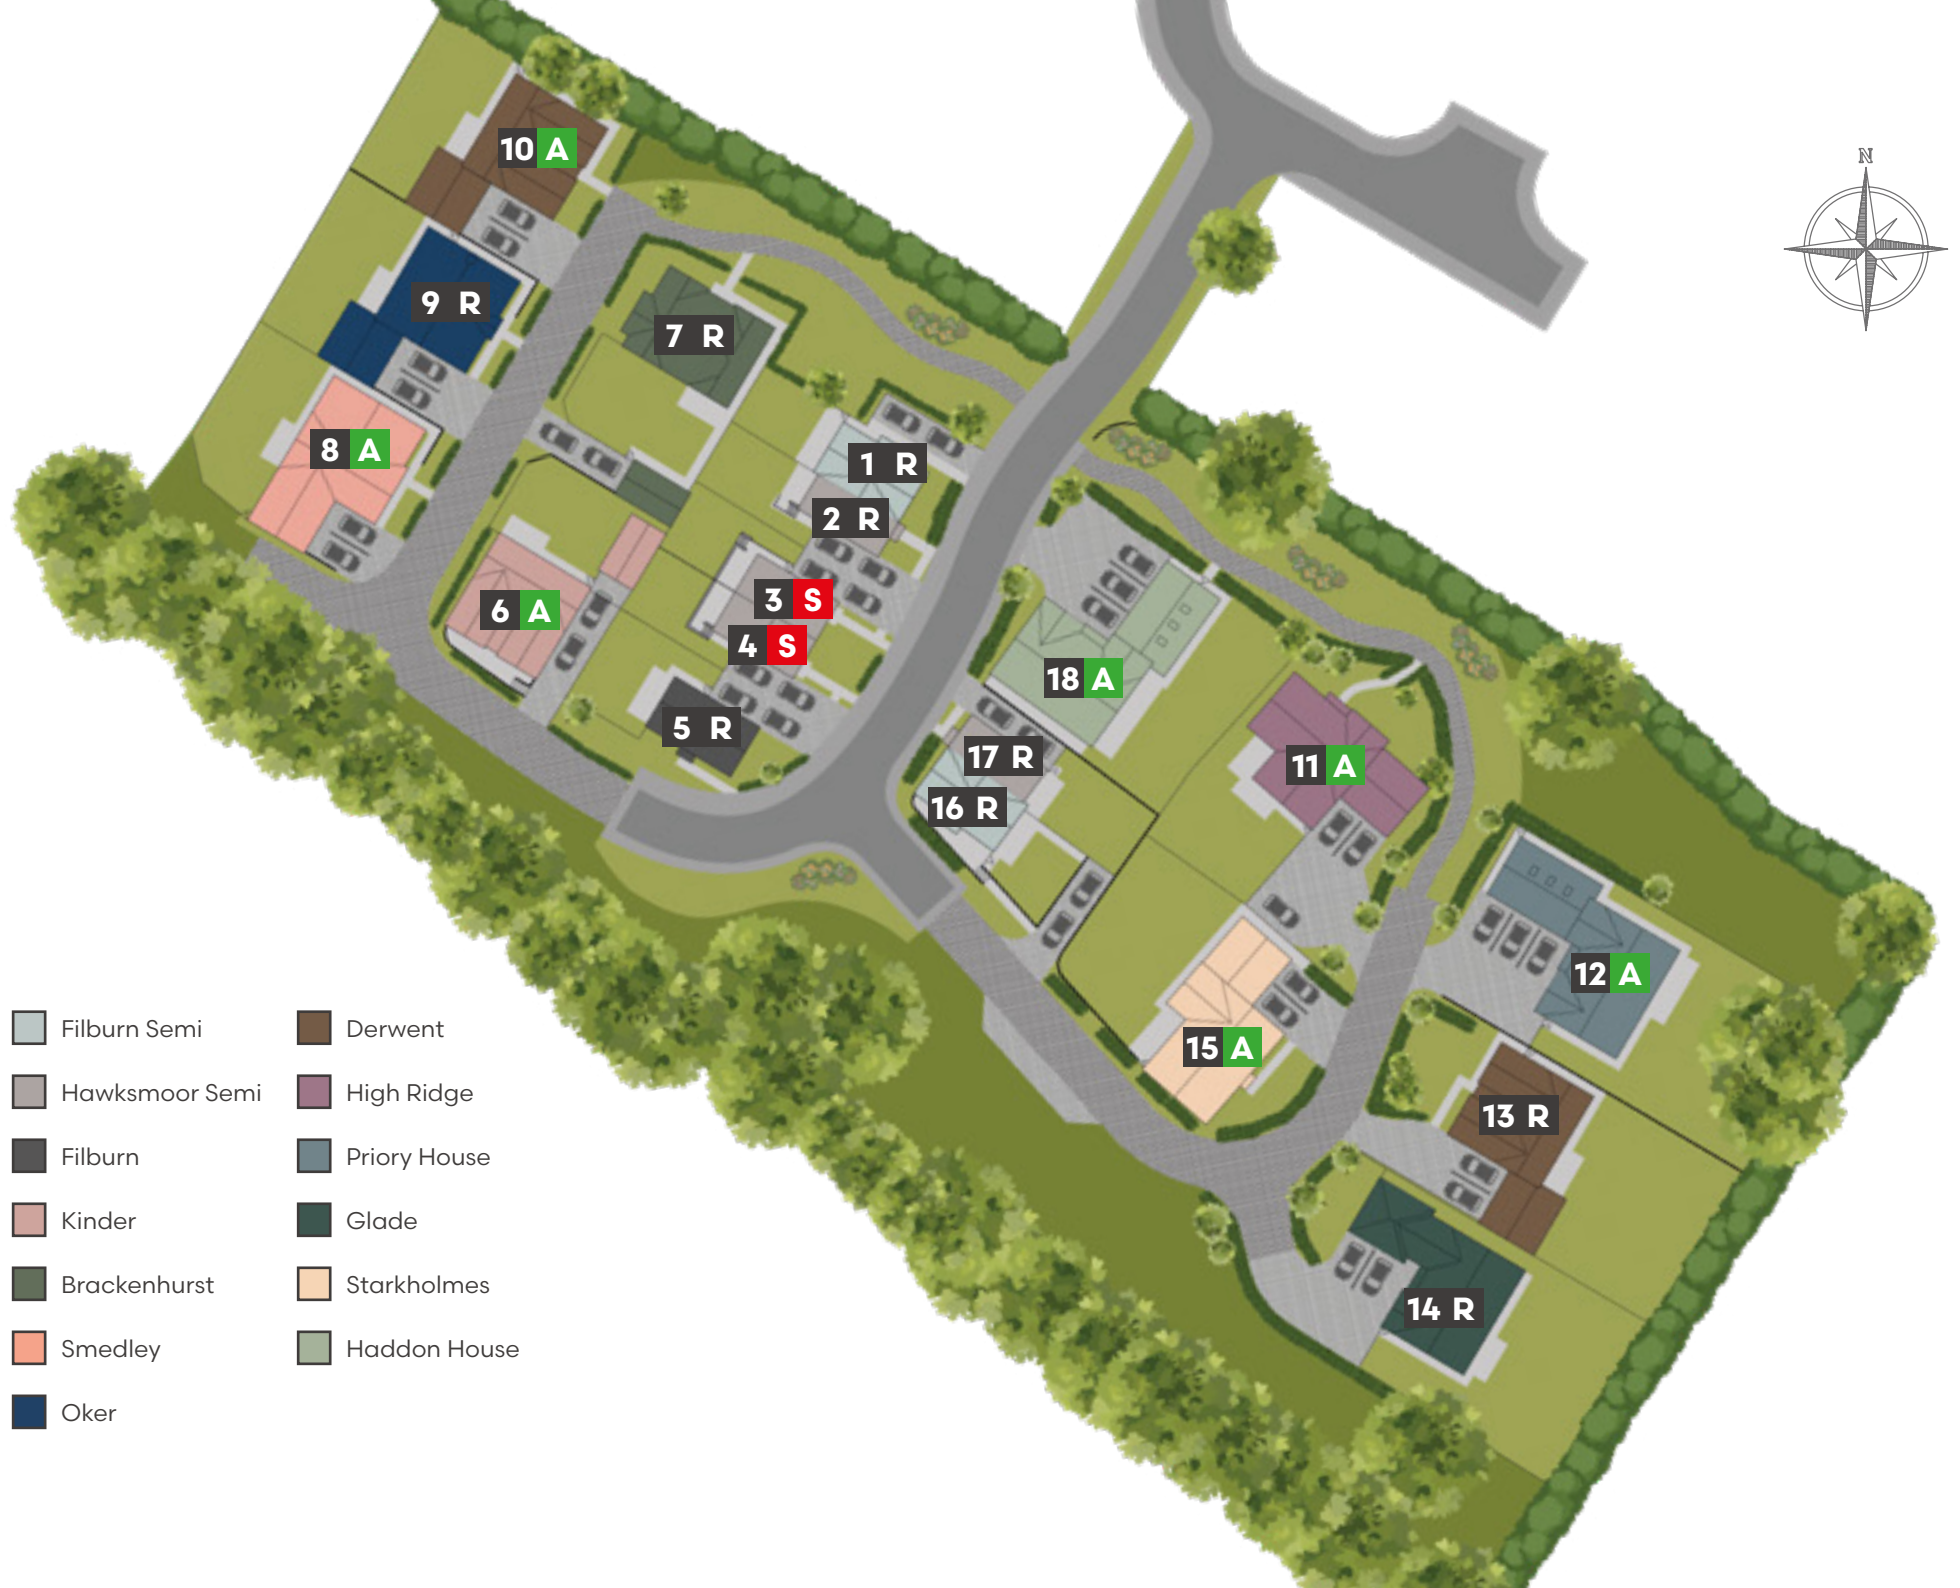 N
10 A
9 R
7 R
8 A
1 R
2 R
6 A
3 S
4 S
5 R
18 A
17 R
16 R
11 A
12 A
15 A
13 R
14 R
Filburn Semi
Hawksmoor Semi
Filburn
Kinder
Brackenhurst
Smedley
Oker
Derwent
High Ridge
Priory House
Glade
Starkholmes
Haddon House